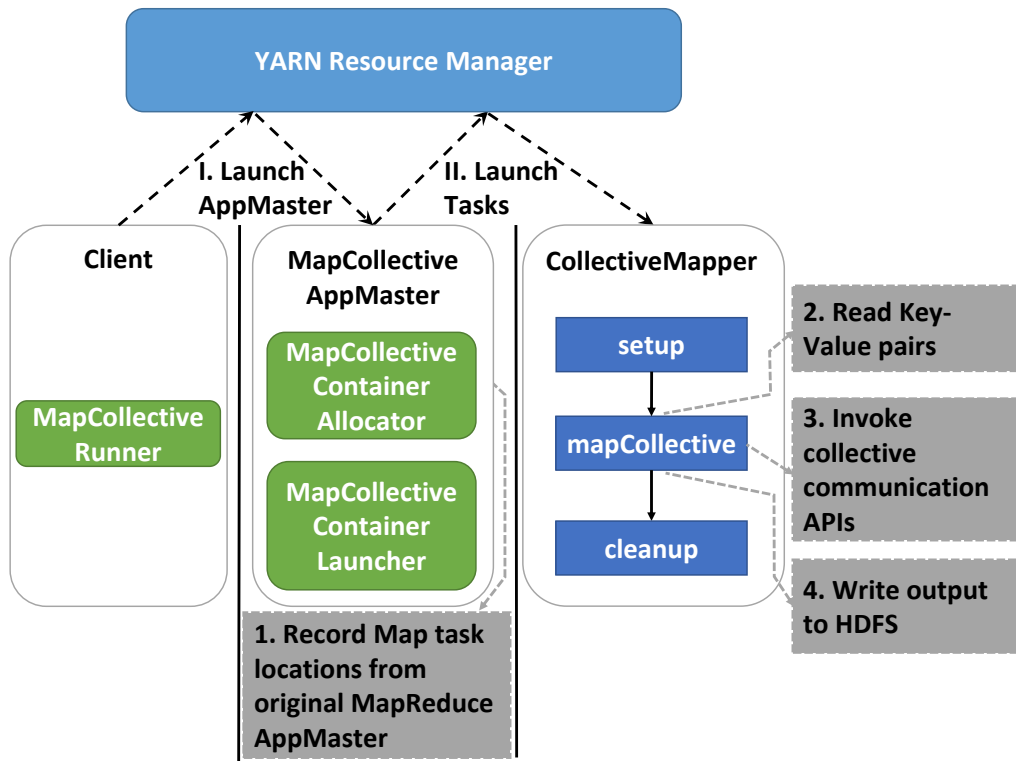 YARN Resource Manager
I. Launch
AppMaster
II. Launch
Tasks
Client
MapCollective
Runner
MapCollective
AppMaster
MapCollective
Container
Allocator
MapCollective
Container
Launcher
1. Record Map task
locations from
original MapReduce
AppMaster
CollectiveMapper
setup
mapCollective
cleanup
2. Read Key-
Value pairs
3. Invoke
collective
communication
APIs
4. Write output
to HDFS